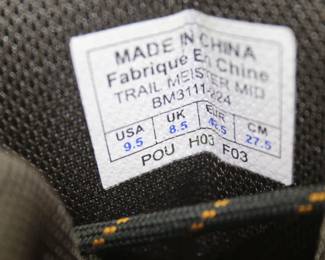 MADE IN CHINA
Fabrique En Chine
TRAIL MEISTER MID
BM3111-224
USA UK EUR CM
9.5 8.5 42.5 27.5
POU H03 F03